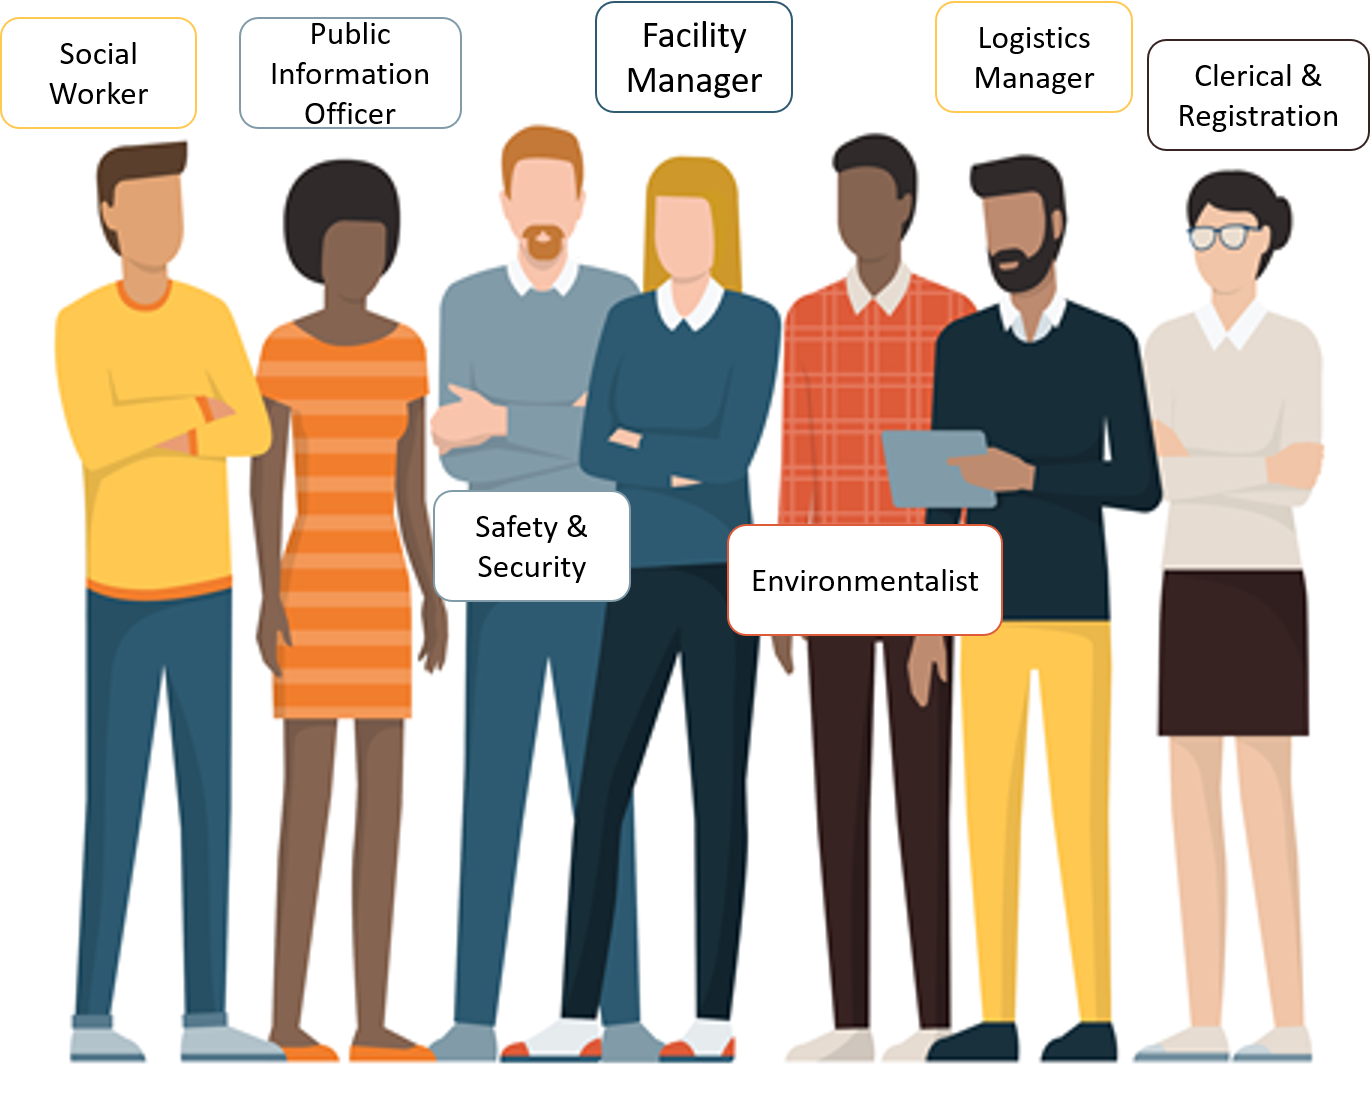 Social
Worker
Public
Information
Officer
Facility
Manager
Logistics
Manager
Clerical &
Registration
Safety &
Security
Environmentalist